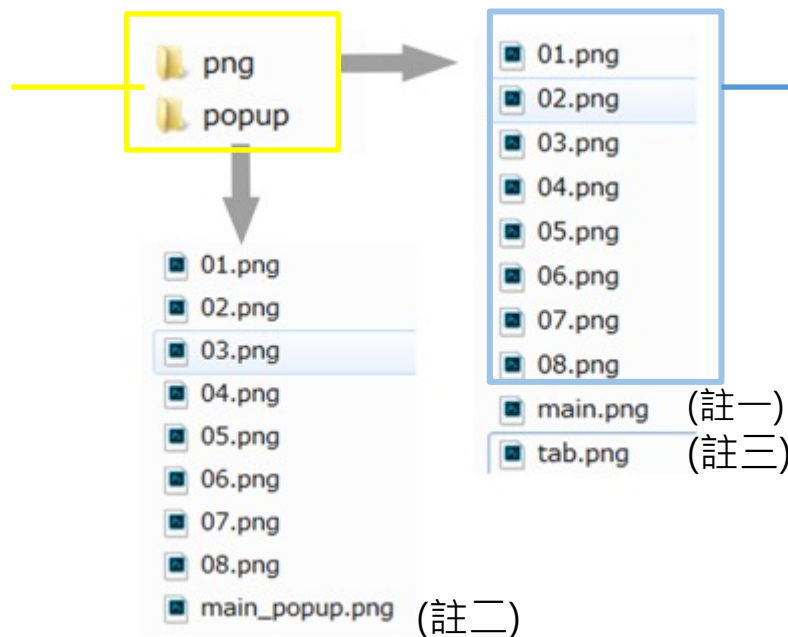 png
popup
01.png
02.png
03.png
04.png
05.png
06.png
07.png
08.png
main.png (註一)
tab.png (註三)
01.png
02.png
03.png
04.png
05.png
06.png
07.png
08.png
main_popup.png (註二)